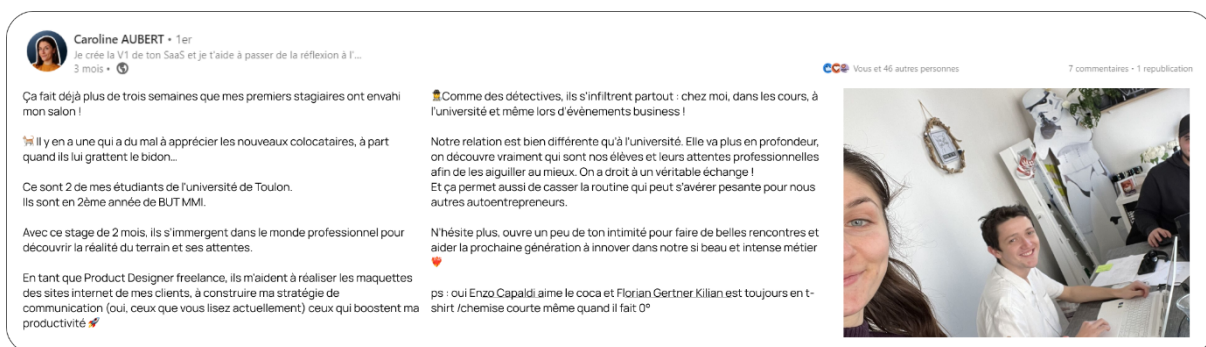 Caroline AUBERT • 1er
Je crée la V1 de ton SaaS et je t'aide à passer de la réflexion à l'...
3 mois •
Vous et 46 autres personnes
7 commentaires • 1 republication
Ça fait déjà plus de trois semaines que mes premiers stagiaires ont envahi
mon salon !
🐕Il y en a une qui a du mal à apprécier les nouveaux colocataires, à part
quand ils lui grattent le bidon...
Ce sont 2 de mes étudiants de l'université de Toulon.
Ils sont en 2ème année de BUT MMI.
Avec ce stage de 2 mois, ils s'immergent dans le monde professionnel pour
découvrir la réalité du terrain et ses attentes.
En tant que Product Designer freelance, ils m'aident à réaliser les maquettes
des sites internet de mes clients, à construire ma stratégie de
communication (oui, ceux que vous lisez actuellement) ceux qui boostent ma
productivité 🚀
🕵️Comme des détectives, ils s'infiltrent partout : chez moi, dans les cours, à
l'université et même lors d'évènements business !
Notre relation est bien différente qu'à l'université. Elle va plus en profondeur,
on découvre vraiment qui sont nos élèves et leurs attentes professionnelles
afin de les aiguiller au mieux. On a droit à un véritable échange !
Et ça permet aussi de casser la routine qui peut s'avérer pesante pour nous
autres autoentrepreneurs.
N'hésite plus, ouvre un peu de ton intimité pour faire de belles rencontres et
aider la prochaine génération à innover dans notre si beau et intense métier
❤️‍🔥
ps : oui Enzo Capaldi aime le coca et Florian Gertner Kilian est toujours en t-
shirt /chemise courte même quand il fait 0°